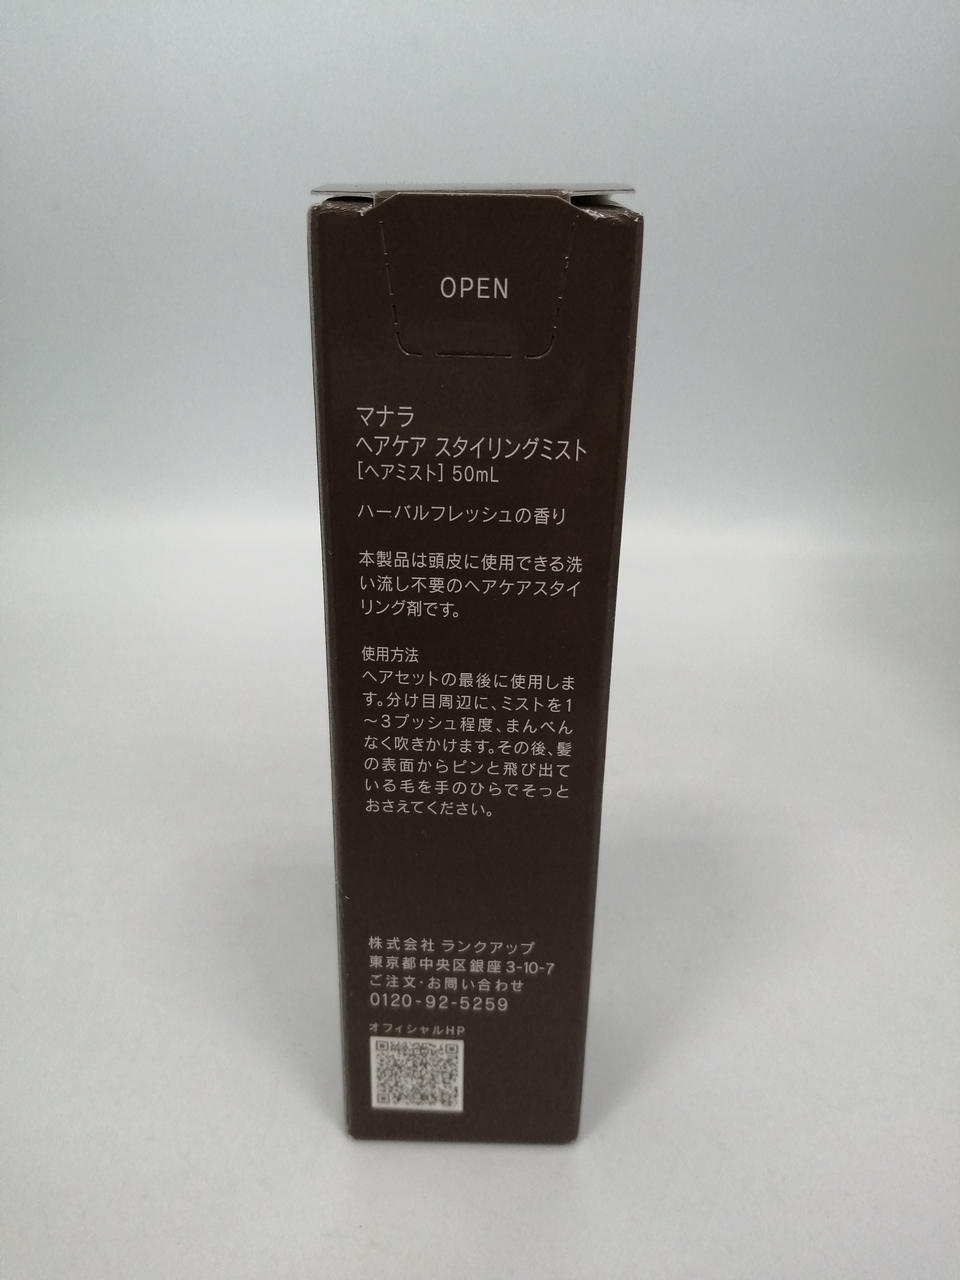 OPEN
マナラ
ヘアケア スタイリングミスト
[ヘアミスト] 50mL
ハーバルフレッシュの香り
本製品は頭皮に使用できる洗
い流し不要のヘアケアスタイ
リング剤です。
使用方法
ヘアセットの最後に使用しま
す。分け目周辺に、ミストを1
〜3プッシュ程度、まんべん
なく吹きかけます。その後、髪
の表面からピンと飛び出て
いる毛を手のひらでそっと
おさえてください。
株式会社 ランクアップ
東京都中央区銀座3-10-7
ご注文・お問い合わせ
0120-92-5259
オフィシャルHP